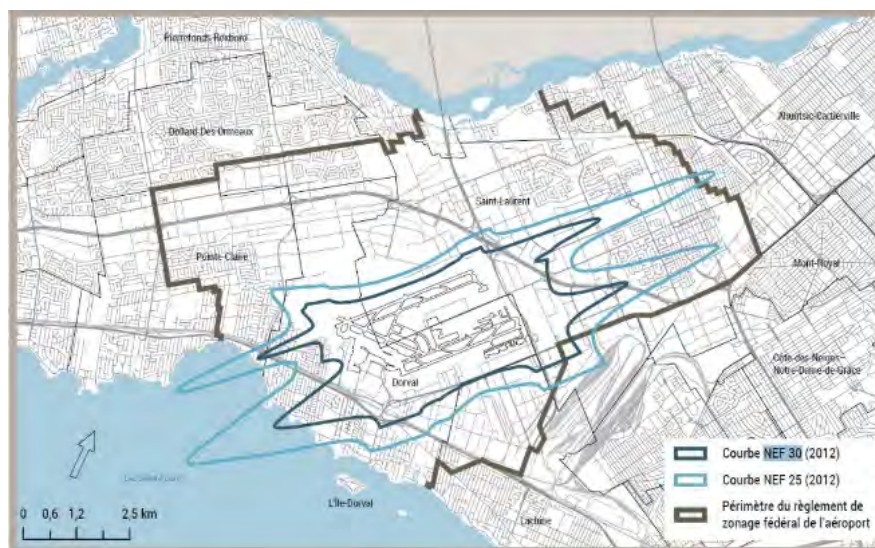 Pierrefonds-Roxboro
Dollard-Des-Ormeaux
Ahuntsic-Cartierville
Saint-Laurent
Pointe-Claire
Mont-Royal
Côte-des-Neiges–
Notre-Dame-de-Grâce
Dorval
L'Île-Dorval
Lachine
0 0,6 1,2 2,5 km
Courbe NEF 30 (2012)
Courbe NEF 25 (2012)
Périmètre du règlement de
zonage fédéral de l'aéroport